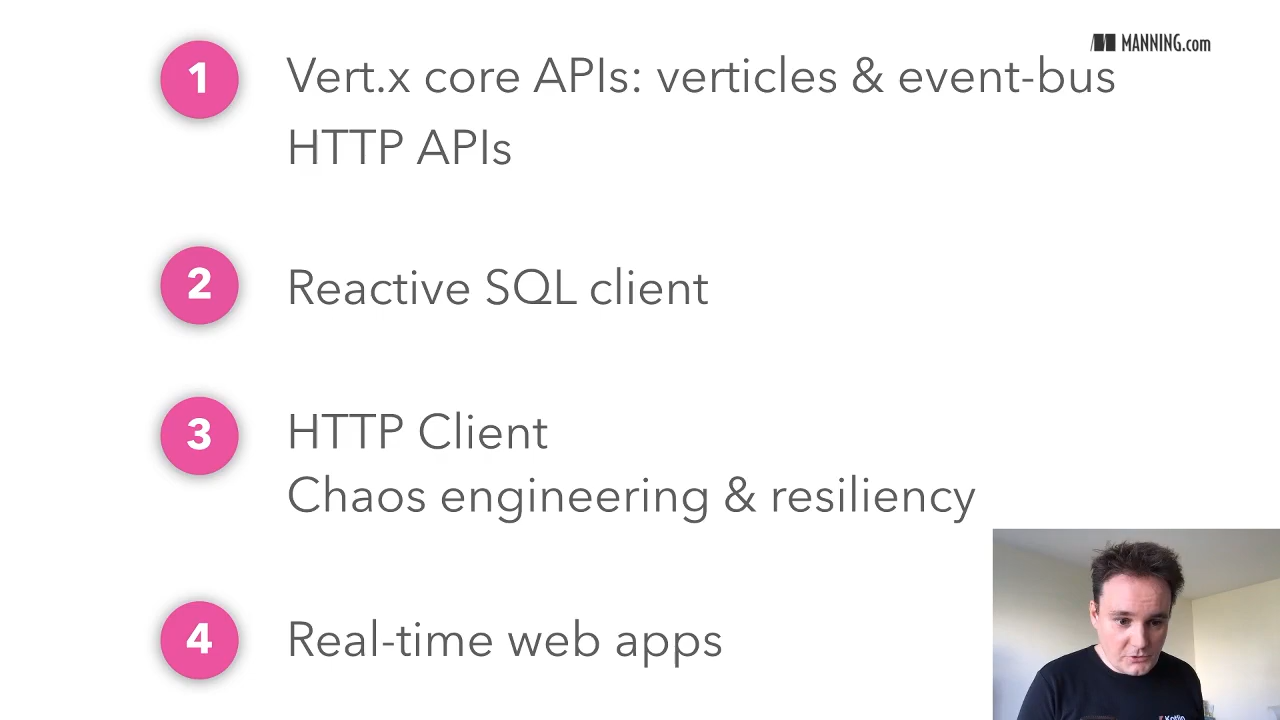 MANNING.com
1 Vert.x core APIs: verticles & event-bus
HTTP APIs
2 Reactive SQL client
3 HTTP Client
Chaos engineering & resiliency
4 Real-time web apps
Kotlin